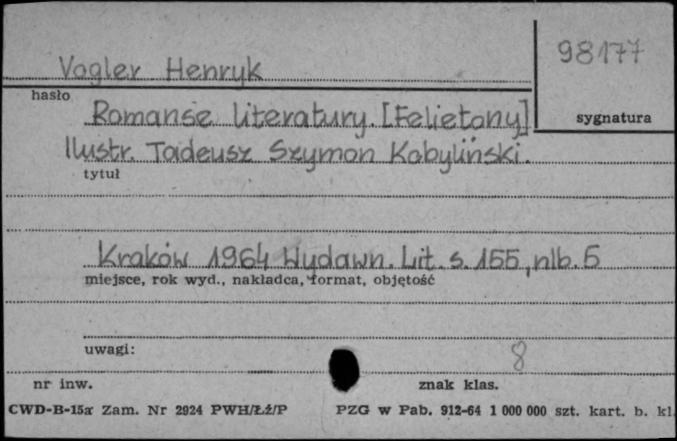 98177
Vogler Henryk
hasło
sygnatura
Romanse literatury. [Felietony]
Ilustr. Tadeusz Szymon Kobyliński.
tytuł
Kraków 1964 Wydawn. Lit. s. 155, nlb. 5
miejsce, rok wyd., nakładca, format, objętość
uwagi:
8
nr inw.
znak klas.
CWD-B-15a Zam. Nr 2924 PWH/Łź/P PZG w Pab. 912-64 1 000 000 szt. kart. b. kl.